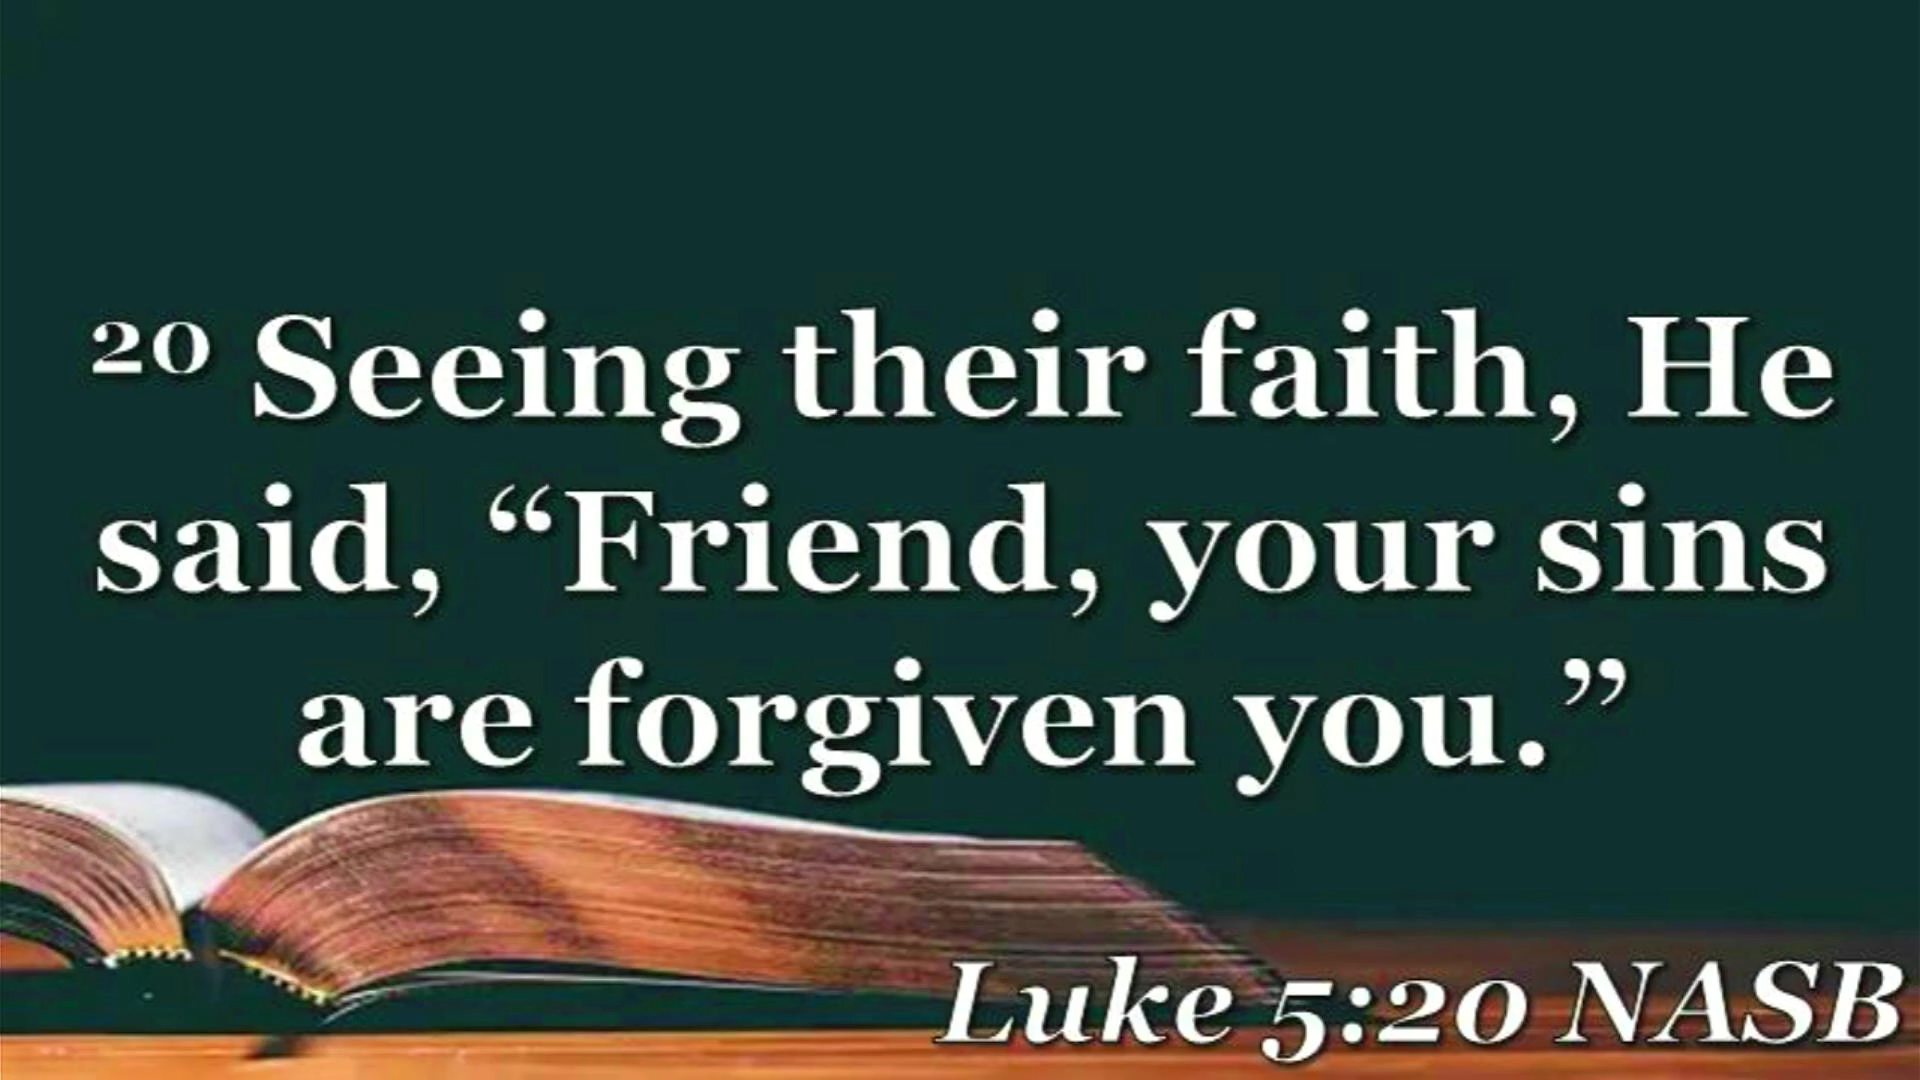 20 Seeing their faith, He
said, “Friend, your sins
are forgiven you.”
Luke 5:20 NASB